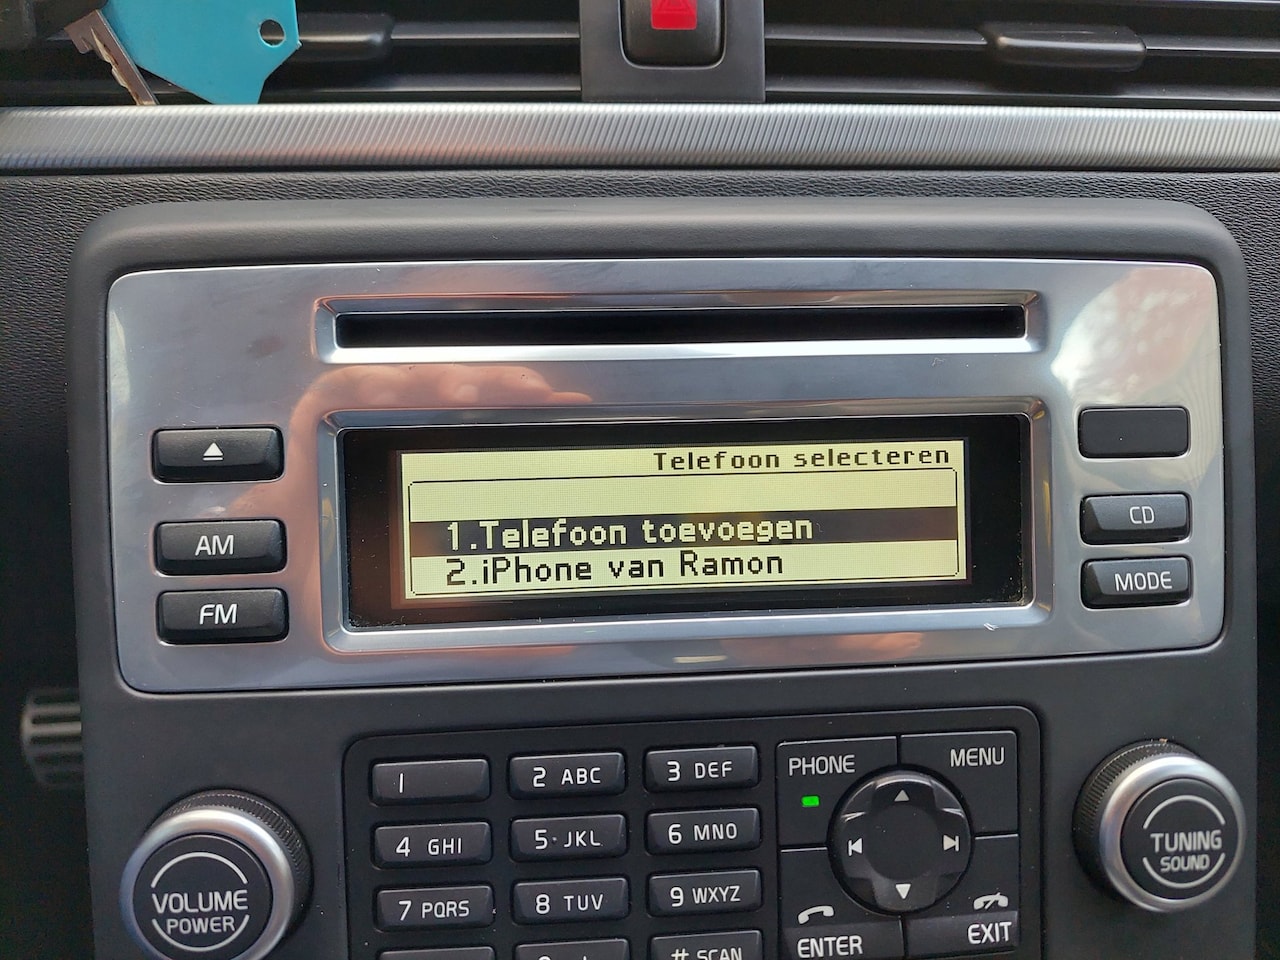 Telefoon selecteren
1.Telefoon toevoegen
2.iPhone van Ramon
AM
FM
CD
MODE
1
2 ABC
3 DEF
4 GHI
5 JKL
6 MNO
7 PQRS
8 TUV
9 WXYZ
# SCAN
PHONE
MENU
ENTER
EXIT
VOLUME
POWER
TUNING
SOUND